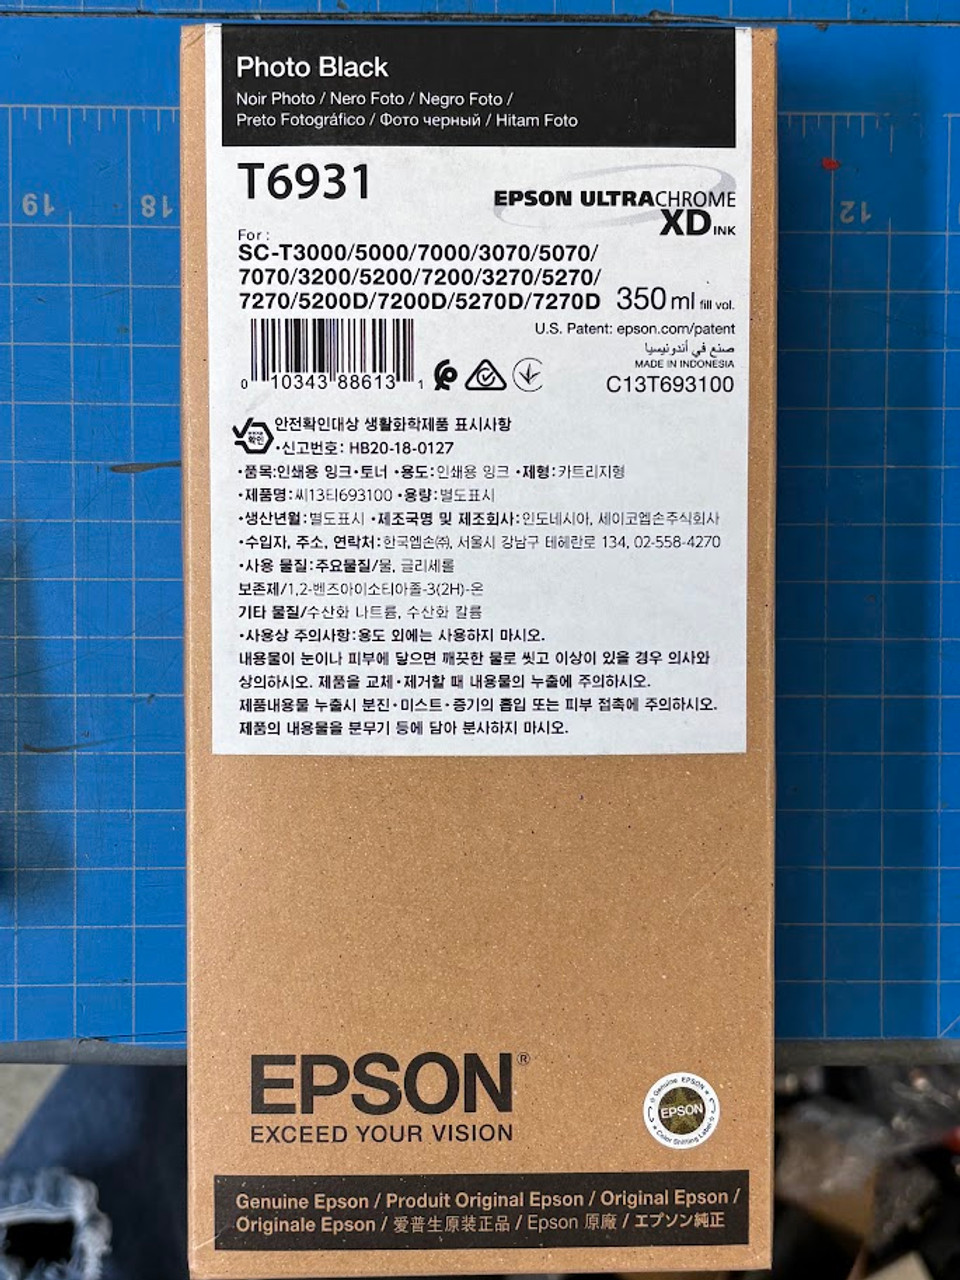 Photo Black
Noir Photo / Nero Foto / Negro Foto /
Preto Fotográfico / Фото черный / Hitam Foto
T6931
EPSON ULTRACHROME
XD INK
For :
SC-T3000/5000/7000/3070/5070/
7070/3200/5200/7200/3270/5270/
7270/5200D/7200D/5270D/7270D
350 ml fill vol.
U.S. Patent: epson.com/patent
صنع في أندونيسيا
MADE IN INDONESIA
C13T693100
0 10343 88613 1
확인
안전확인대상 생활화학제품 표시사항
•신고번호: HB20-18-0127
•품목:인쇄용 잉크•토너 •용도:인쇄용 잉크 •제형:카트리지형
•제품명:씨13티693100 •용량:별도표시
•생산년월:별도표시 •제조국명 및 제조회사:인도네시아, 세이코엡손주식회사
•수입자, 주소, 연락처:한국엡손㈜, 서울시 강남구 테헤란로 134, 02-558-4270
•사용 물질:주요물질/물, 글리세롤
보존제/1,2-벤즈아이소티아졸-3(2H)-온
기타 물질/수산화 나트륨, 수산화 칼륨
•사용상 주의사항:용도 외에는 사용하지 마시오.
내용물이 눈이나 피부에 닿으면 깨끗한 물로 씻고 이상이 있을 경우 의사와
상의하시오. 제품을 교체•제거할 때 내용물의 누출에 주의하시오.
제품내용물 누출시 분진•미스트•증기의 흡입 또는 피부 접촉에 주의하시오.
제품의 내용물을 분무기 등에 담아 분사하지 마시오.
EPSON®
EXCEED YOUR VISION
Genuine EPSON
EPSON
Color Shifting Label
Genuine Epson / Produit Original Epson / Original Epson /
Originale Epson / 爱普生原装正品 / Epson 原廠 / エプソン純正
19
18
12